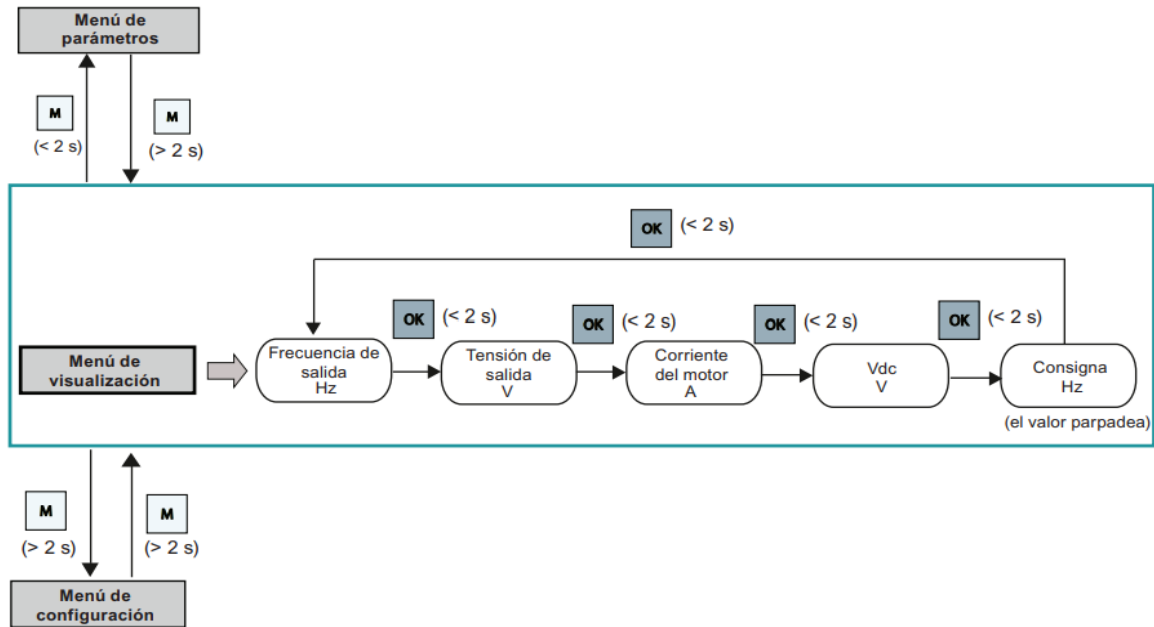 Menú de
parámetros
M
(< 2 s)
M
(> 2 s)
OK (< 2 s)
OK (< 2 s)
OK (< 2 s)
OK (< 2 s)
OK (< 2 s)
Menú de
visualización
Frecuencia de
salida
Hz
Tensión de
salida
V
Corriente
del motor
A
Vdc
V
Consigna
Hz
(el valor parpadea)
M
(> 2 s)
M
(> 2 s)
Menú de
configuración